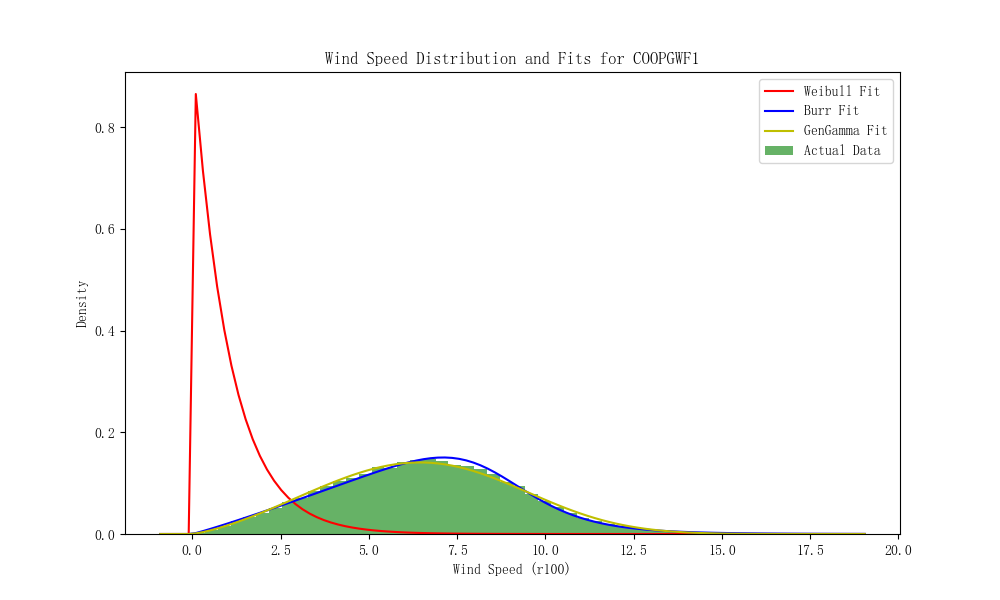 Wind Speed Distribution and Fits for COOPGWF1
Weibull Fit
Burr Fit
GenGamma Fit
Actual Data
Density
0.8
0.6
0.4
0.2
0.0
0.0 2.5 5.0 7.5 10.0 12.5 15.0 17.5 20.0
Wind Speed (r100)